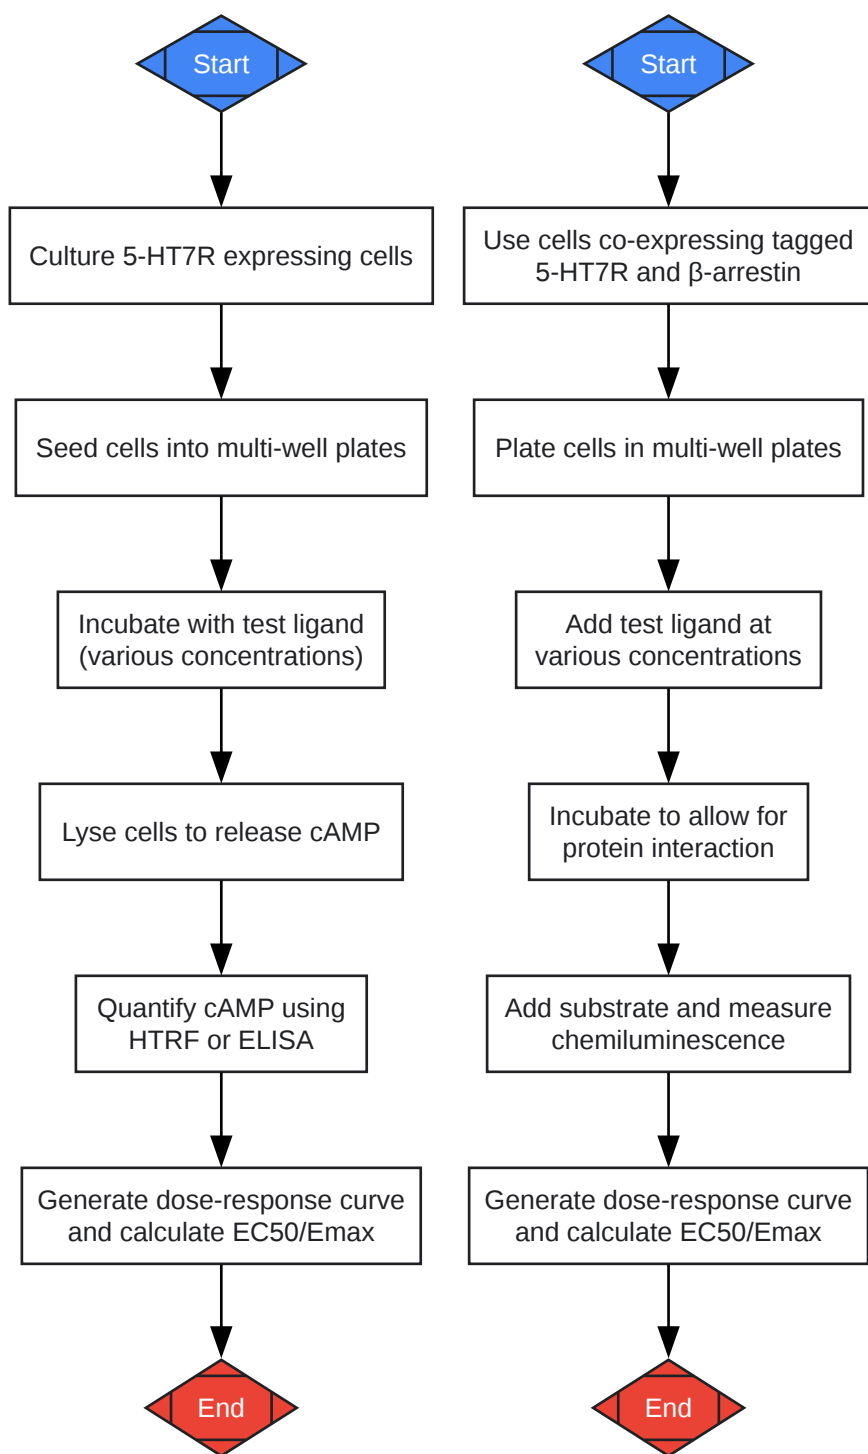 Start
Culture 5-HT7R expressing cells
Seed cells into multi-well plates
Incubate with test ligand
(various concentrations)
Lyse cells to release cAMP
Quantify cAMP using
HTRF or ELISA
Generate dose-response curve
and calculate EC50/Emax
End
Start
Use cells co-expressing tagged
5-HT7R and β-arrestin
Plate cells in multi-well plates
Add test ligand at
various concentrations
Incubate to allow for
protein interaction
Add substrate and measure
chemiluminescence
Generate dose-response curve
and calculate EC50/Emax
End